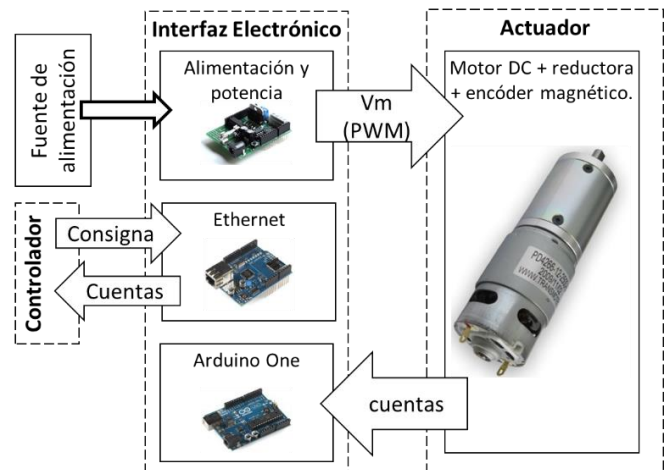 Interfaz Electrónico
Actuador
Fuente de
alimentación
Alimentación y
potencia
Vm
(PWM)
Motor DC + reductora
+ encóder magnético.
Controlador
Consigna
Cuentas
Ethernet
Arduino One
cuentas